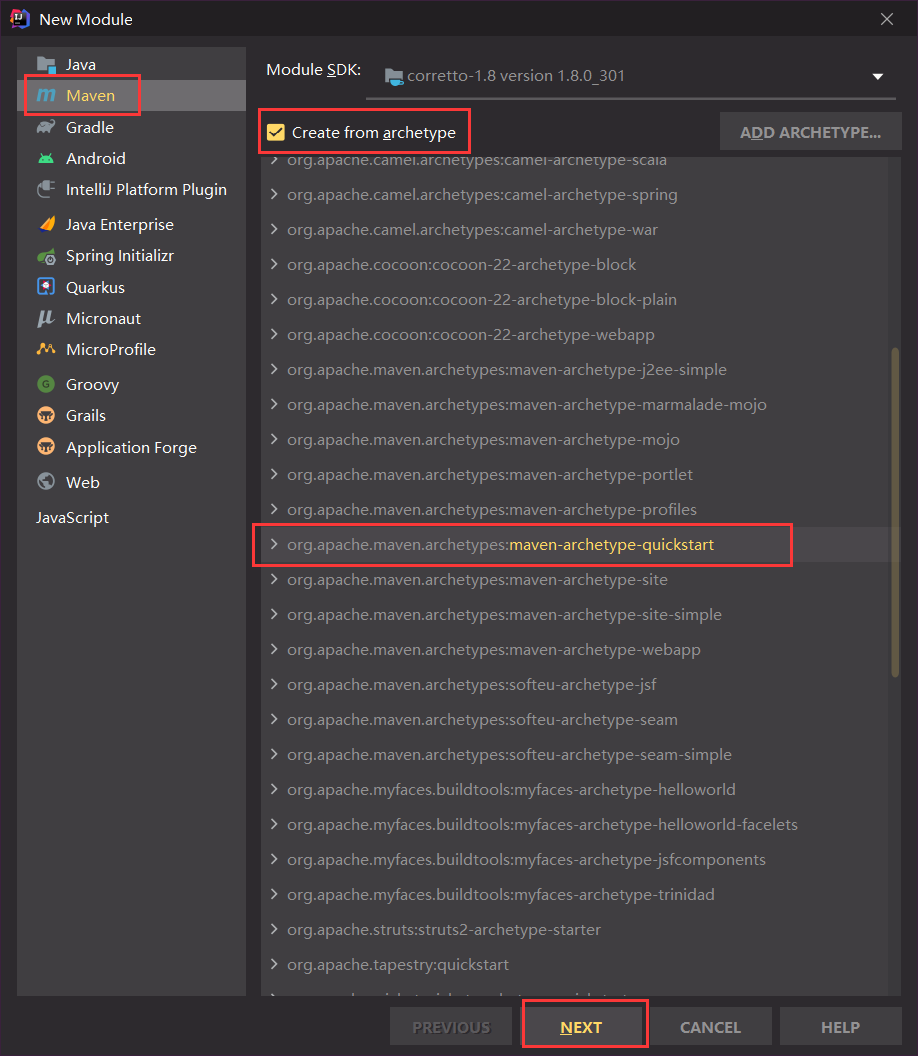 New Module
Java
Maven
Gradle
Android
IntelliJ Platform Plugin
Java Enterprise
Spring Initializr
Quarkus
Micronaut
MicroProfile
Groovy
Grails
Application Forge
Web
JavaScript
Module SDK:
corretto-1.8 version 1.8.0_301
Create from archetype
ADD ARCHETYPE...
org.apache.camel.archetypes:camel-archetype-scala
org.apache.camel.archetypes:camel-archetype-spring
org.apache.camel.archetypes:camel-archetype-war
org.apache.cocoon:cocoon-22-archetype-block
org.apache.cocoon:cocoon-22-archetype-block-plain
org.apache.cocoon:cocoon-22-archetype-webapp
org.apache.maven.archetypes:maven-archetype-j2ee-simple
org.apache.maven.archetypes:maven-archetype-marmalade-mojo
org.apache.maven.archetypes:maven-archetype-mojo
org.apache.maven.archetypes:maven-archetype-portlet
org.apache.maven.archetypes:maven-archetype-profiles
org.apache.maven.archetypes:maven-archetype-quickstart
org.apache.maven.archetypes:maven-archetype-site
org.apache.maven.archetypes:maven-archetype-site-simple
org.apache.maven.archetypes:maven-archetype-webapp
org.apache.maven.archetypes:softeu-archetype-jsf
org.apache.maven.archetypes:softeu-archetype-seam
org.apache.maven.archetypes:softeu-archetype-seam-simple
org.apache.myfaces.buildtools:myfaces-archetype-helloworld
org.apache.myfaces.buildtools:myfaces-archetype-helloworld-facelets
org.apache.myfaces.buildtools:myfaces-archetype-jsfcomponents
org.apache.myfaces.buildtools:myfaces-archetype-trinidad
org.apache.struts:struts2-archetype-starter
org.apache.tapestry:quickstart
PREVIOUS
NEXT
CANCEL
HELP